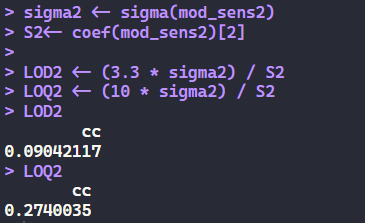 > sigma2 <- sigma(mod_sens2)
> S2<- coef(mod_sens2)[2]
>
> LOD2 <- (3.3 * sigma2) / S2
> LOQ2 <- (10 * sigma2) / S2
> LOD2
cc
0.09042117
> LOQ2
cc
0.2740035